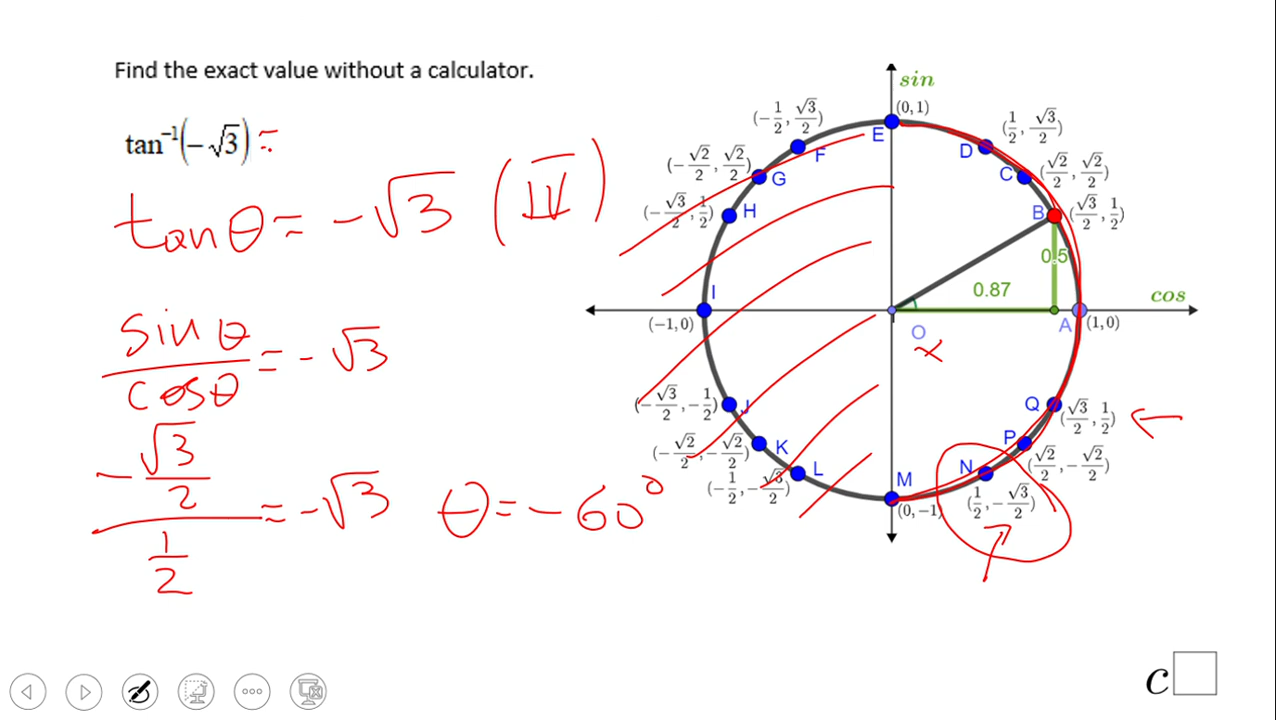 Find the exact value without a calculator.
tan⁻¹(-√3) =
tanθ = -√3 (IV)
sinθ/cosθ = -√3
(-√3/2)/(1/2) = -√3
θ = -60°
sin
(0,1)
E
(-1/2, √3/2)
F
(1/2, √3/2)
D
(-√2/2, √2/2)
G
C
(√2/2, √2/2)
(-√3/2, 1/2)
H
B
(√3/2, 1/2)
0.5
0.87
cos
I
(-1,0)
O
x
A
(1,0)
(-√3/2, -1/2)
J
Q
(√3/2, 1/2)
←
(-√2/2, -√2/2)
K
P
(√2/2, -√2/2)
(-1/2, -√3/2)
L
M
(0,-1)
N
(1/2, -√3/2)
c